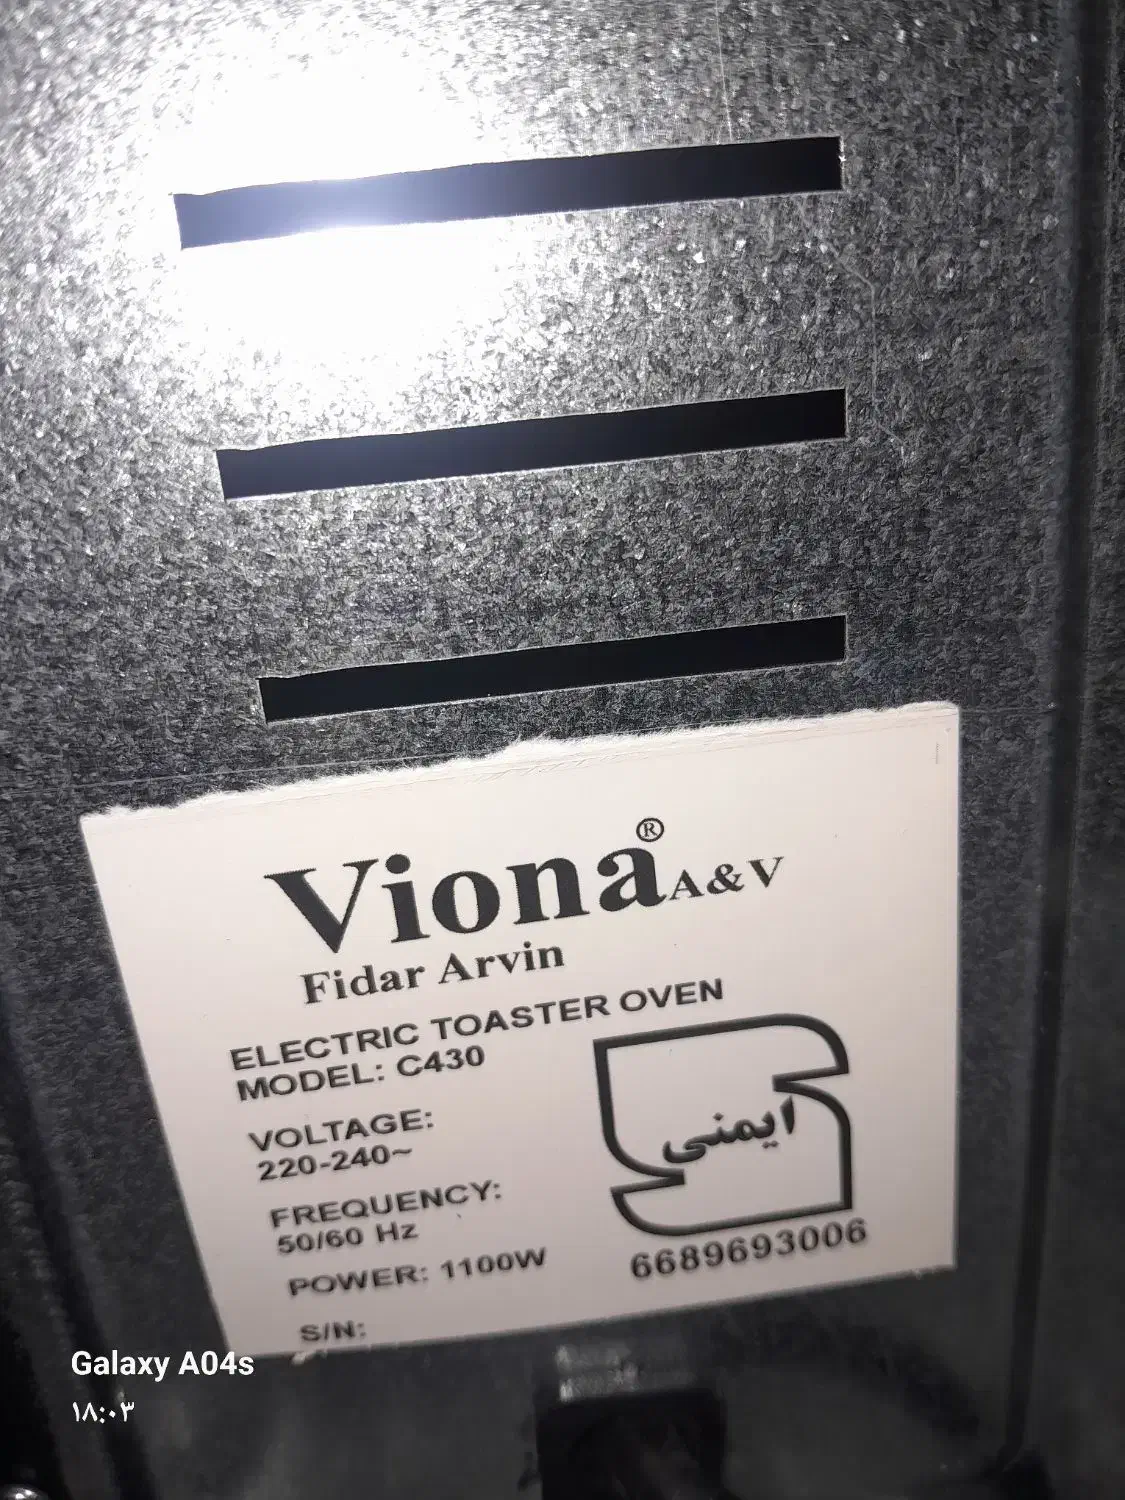 Viona® A&V
Fidar Arvin
ELECTRIC TOASTER OVEN
MODEL: C430
VOLTAGE:
220-240~
FREQUENCY:
50/60 Hz
POWER: 1100W
S/N:
ایمنی
6689693006
Galaxy A04s
۱۸:۰۳